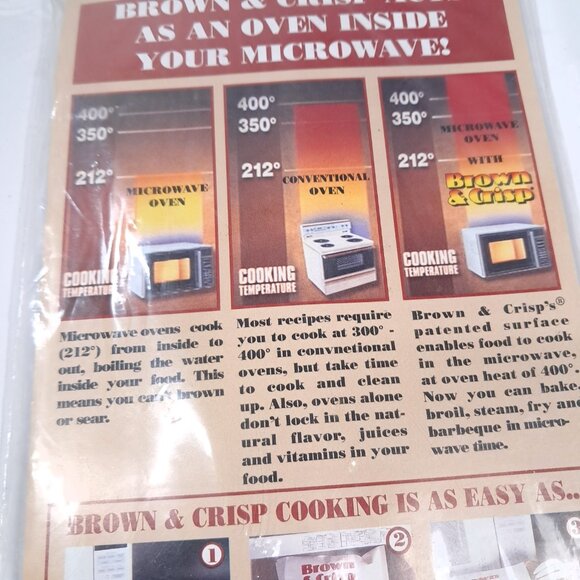 BROWN & CRISP
AS AN OVEN INSIDE
YOUR MICROWAVE!
400°
350°
212°
MICROWAVE
OVEN
COOKING
TEMPERATURE
400°
350°
212°
CONVENTIONAL
OVEN
COOKING
TEMPERATURE
400°
350°
212°
MICROWAVE
OVEN
WITH
Brown
& Crisp
COOKING
TEMPERATURE
Microwave ovens cook
(212°) from inside to
out, boiling the water
inside your food. This
means you can't brown
or sear.
Most recipes require
you to cook at 300° -
400° in convnetional
ovens, but take time
to cook and clean
up. Also, ovens alone
don't lock in the nat-
ural flavor, juices
and vitamins in your
food.
Brown & Crisp's®
patented surface
enables food to cook
in the microwave,
at oven heat of 400°.
Now you can bake,
broil, steam, fry and
barbeque in micro-
wave time.
BROWN & CRISP COOKING IS AS EASY AS..
1
2
3
Brown
& Crisp